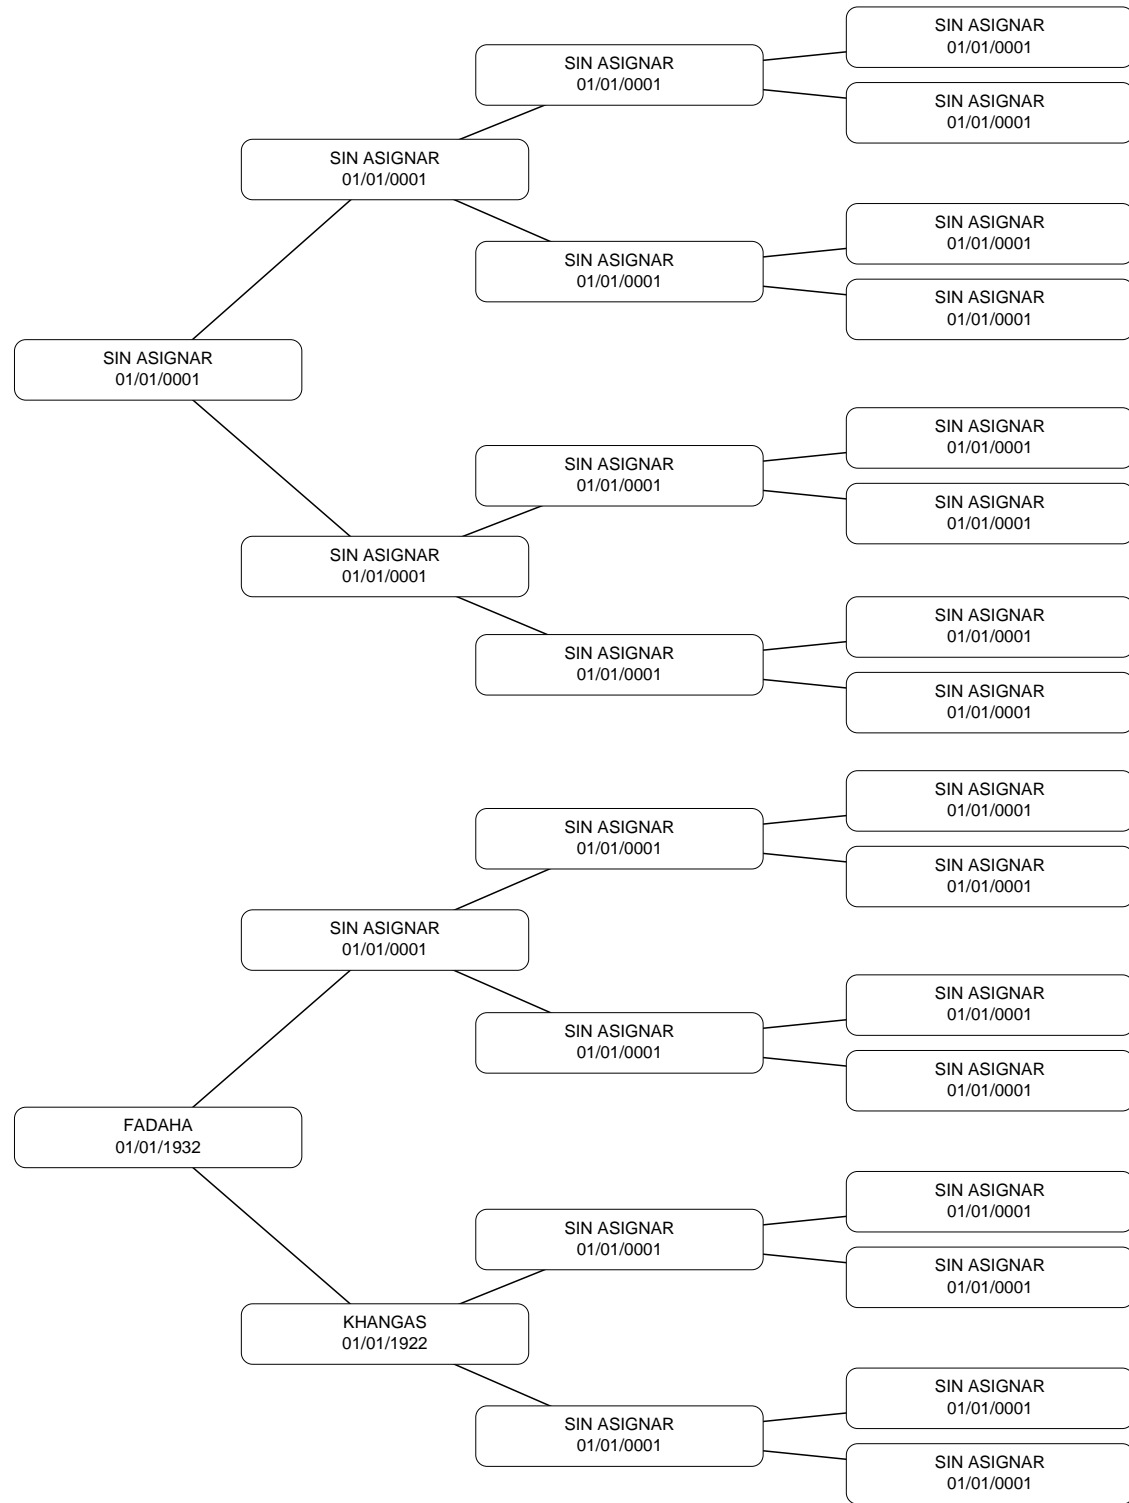 SIN ASIGNAR
01/01/0001
SIN ASIGNAR
01/01/0001
SIN ASIGNAR
01/01/0001
SIN ASIGNAR
01/01/0001
SIN ASIGNAR
01/01/0001
SIN ASIGNAR
01/01/0001
SIN ASIGNAR
01/01/0001
SIN ASIGNAR
01/01/0001
SIN ASIGNAR
01/01/0001
SIN ASIGNAR
01/01/0001
SIN ASIGNAR
01/01/0001
SIN ASIGNAR
01/01/0001
SIN ASIGNAR
01/01/0001
SIN ASIGNAR
01/01/0001
SIN ASIGNAR
01/01/0001
SIN ASIGNAR
01/01/0001
SIN ASIGNAR
01/01/0001
SIN ASIGNAR
01/01/0001
SIN ASIGNAR
01/01/0001
SIN ASIGNAR
01/01/0001
SIN ASIGNAR
01/01/0001
SIN ASIGNAR
01/01/0001
FADAHA
01/01/1932
SIN ASIGNAR
01/01/0001
SIN ASIGNAR
01/01/0001
SIN ASIGNAR
01/01/0001
KHANGAS
01/01/1922
SIN ASIGNAR
01/01/0001
SIN ASIGNAR
01/01/0001
SIN ASIGNAR
01/01/0001